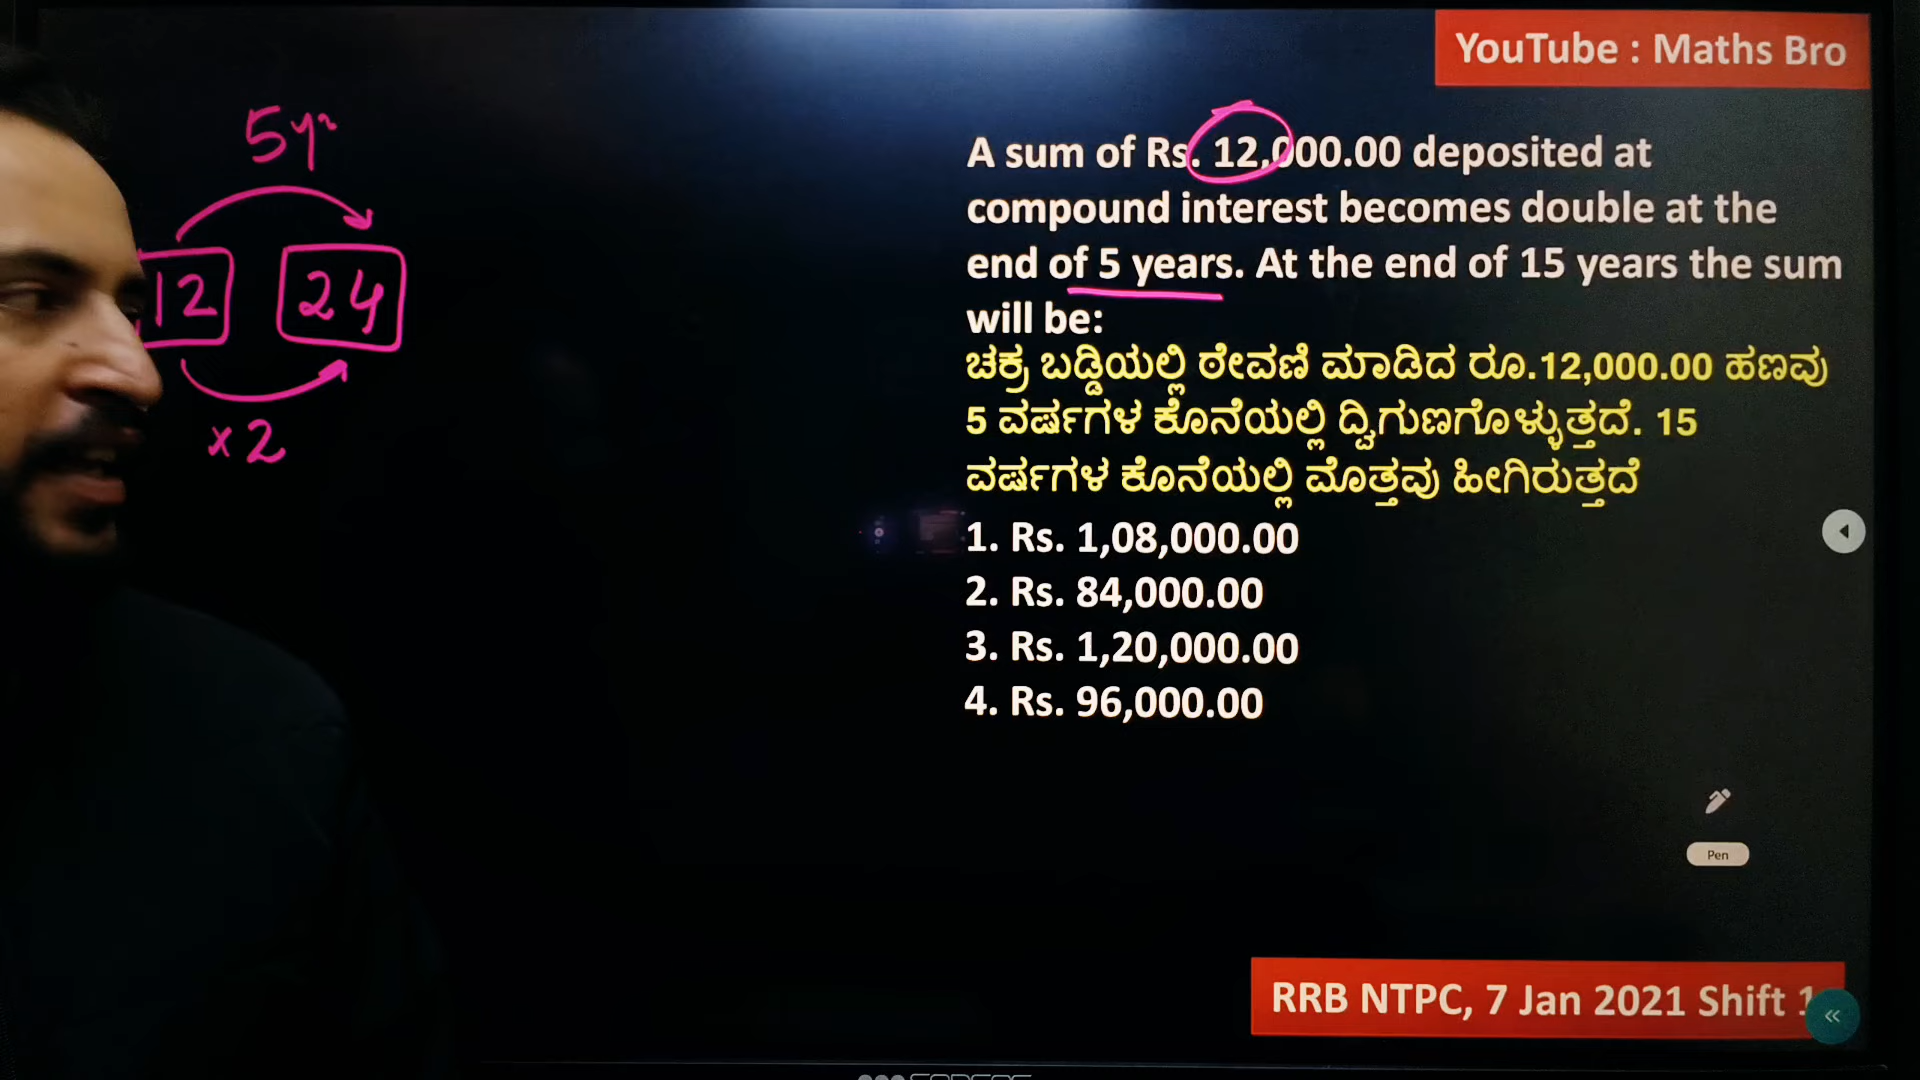 YouTube : Maths Bro
5yr
12 24
×2
A sum of Rs. 12,000.00 deposited at
compound interest becomes double at the
end of 5 years. At the end of 15 years the sum
will be:
ಚಕ್ರ ಬಡ್ಡಿಯಲ್ಲಿ ಠೇವಣಿ ಮಾಡಿದ ರೂ.12,000.00 ಹಣವು
5 ವರ್ಷಗಳ ಕೊನೆಯಲ್ಲಿ ದ್ವಿಗುಣಗೊಳ್ಳುತ್ತದೆ. 15
ವರ್ಷಗಳ ಕೊನೆಯಲ್ಲಿ ಮೊತ್ತವು ಹೀಗಿರುತ್ತದೆ
1. Rs. 1,08,000.00
2. Rs. 84,000.00
3. Rs. 1,20,000.00
4. Rs. 96,000.00
Pen
RRB NTPC, 7 Jan 2021 Shift 1